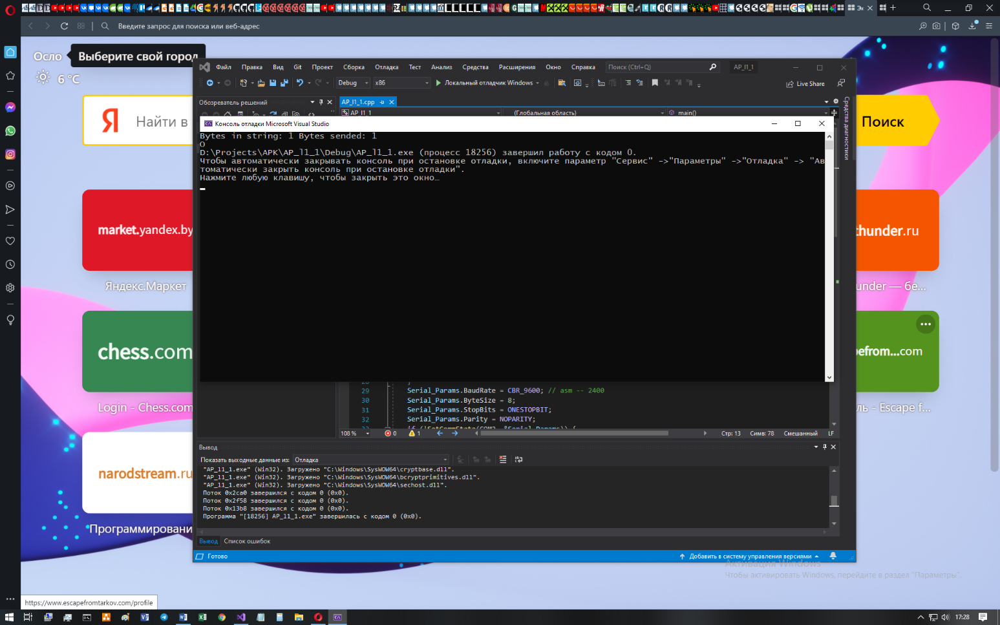 Эк
Введите запрос для поиска или веб-адрес
Осло
Выберите свой город
6 °C
Я
Найти в
Поиск
market.yandex.by
Яндекс.Маркет
chess.com
Login - Chess.com
narodstream.ru
Программировани
thunder.ru
under — бе...
pefrom...com
ль - Escape f...
Файл Правка Вид Git Проект Сборка Отладка Тест Анализ Средства Расширения Окно Справка
Поиск (Ctrl+Q)
AP_l1_1
Debug
x86
Локальный отладчик Windows
Live Share
Обозреватель решений
AP_l1_1.cpp
AP_l1_1
(Глобальная область)
main()
Средства диагностики
Консоль отладки Microsoft Visual Studio
Bytes in string: 1 Bytes sended: 1
O
D:\Projects\APK\AP_l1_1\Debug\AP_l1_1.exe (процесс 18256) завершил работу с кодом 0.
Чтобы автоматически закрывать консоль при остановке отладки, включите параметр "Сервис" ->"Параметры" ->"Отладка" -> "Ав
томатически закрыть консоль при остановке отладки".
Нажмите любую клавишу, чтобы закрыть это окно…
28 }
29 Serial_Params.BaudRate = CBR_9600; // asm -- 2400
30 Serial_Params.ByteSize = 8;
31 Serial_Params.StopBits = ONESTOPBIT;
32 Serial_Params.Parity = NOPARITY;
33 if (!SetCommState(COM2, &Serial_Params)) {
108 %
0
1
Стр: 13
Симв: 78
Смешанный
LF
Вывод
Показать выходные данные из: Отладка
"AP_l1_1.exe" (Win32). Загружено "C:\Windows\SysWOW64\cryptbase.dll".
"AP_l1_1.exe" (Win32). Загружено "C:\Windows\SysWOW64\bcryptprimitives.dll".
"AP_l1_1.exe" (Win32). Загружено "C:\Windows\SysWOW64\sechost.dll".
Поток 0x2ca0 завершился с кодом 0 (0x0).
Поток 0x2f58 завершился с кодом 0 (0x0).
Поток 0x13b8 завершился с кодом 0 (0x0).
Программа "[18256] AP_l1_1.exe" завершилась с кодом 0 (0x0).
Вывод Список ошибок
Готово
Добавить в систему управления версиями
Активация Windows
Чтобы активировать Windows, перейдите в раздел "Параметры".
https://www.escapefromtarkov.com/profile
17:28